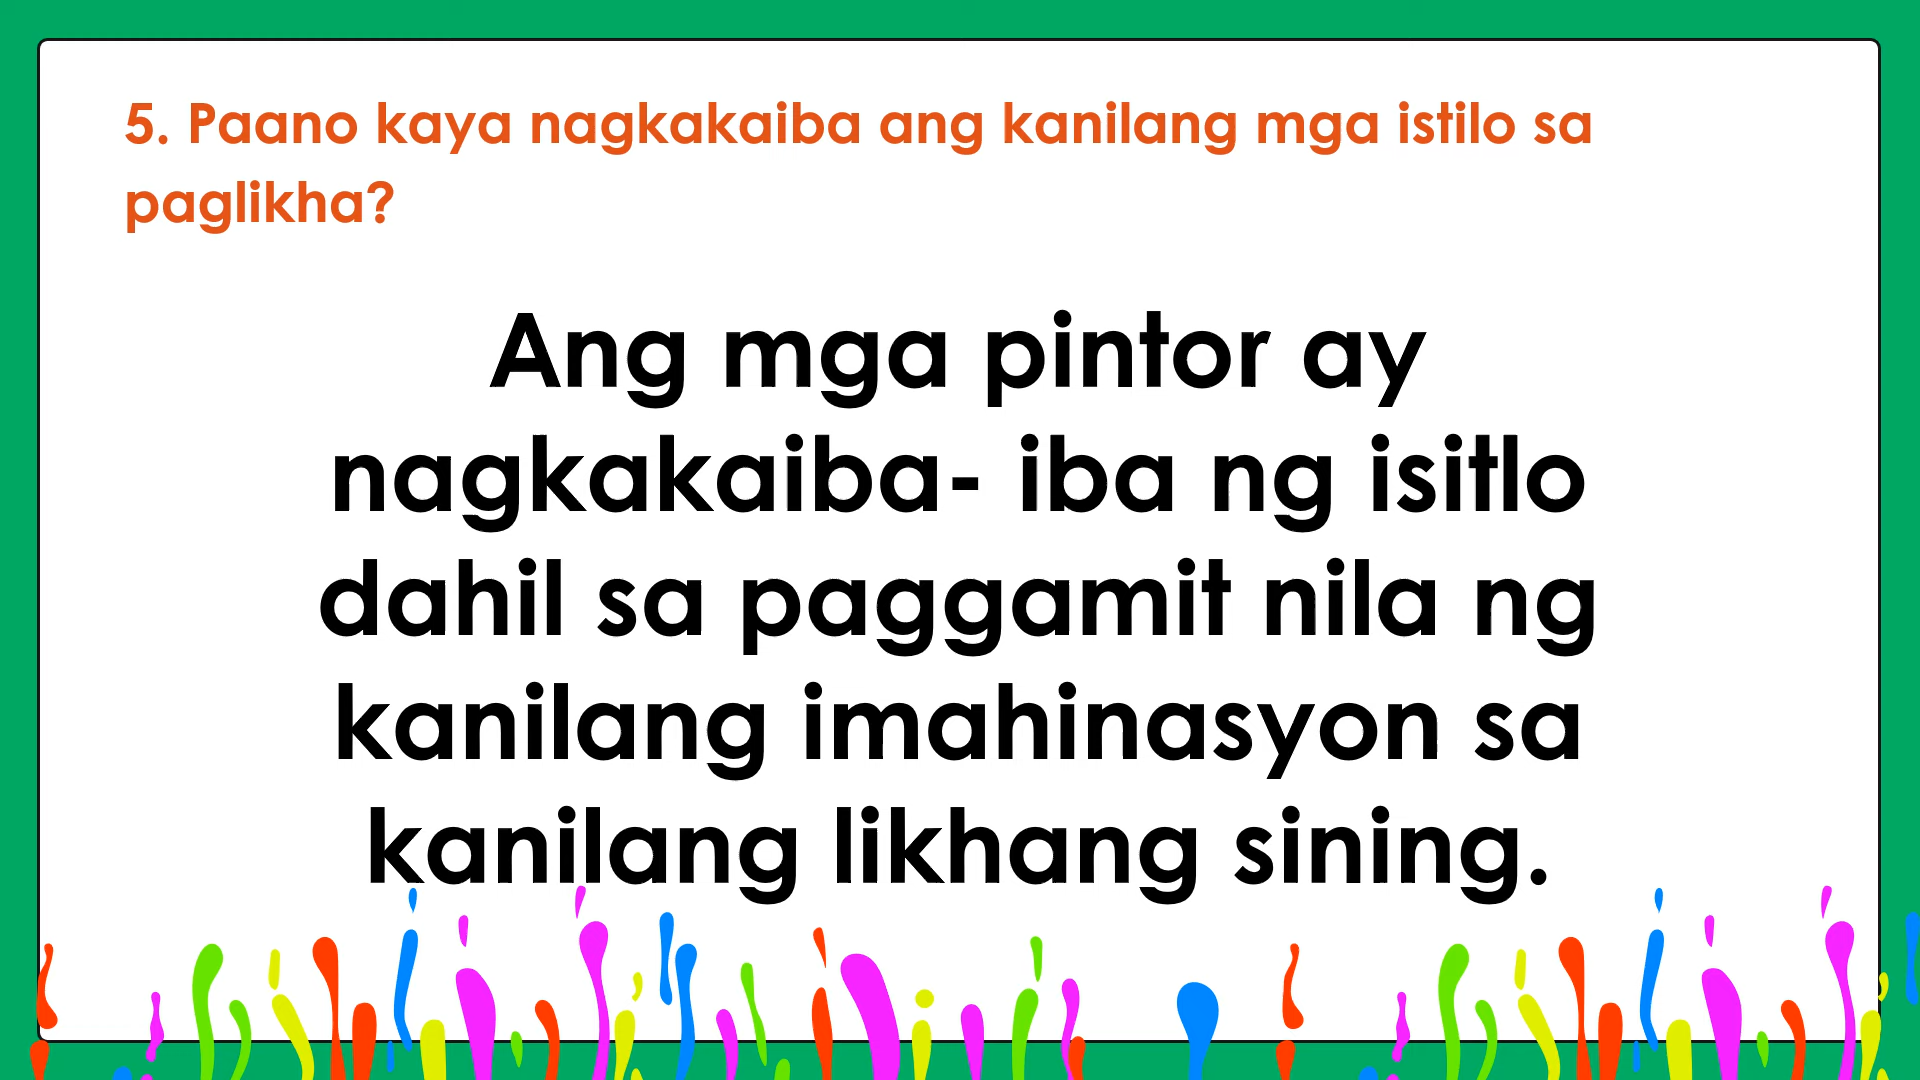 5. Paano kaya nagkakaiba ang kanilang mga istilo sa
paglikha?
Ang mga pintor ay
nagkakaiba- iba ng isitlo
dahil sa paggamit nila ng
kanilang imahinasyon sa
kanilang likhang sining.